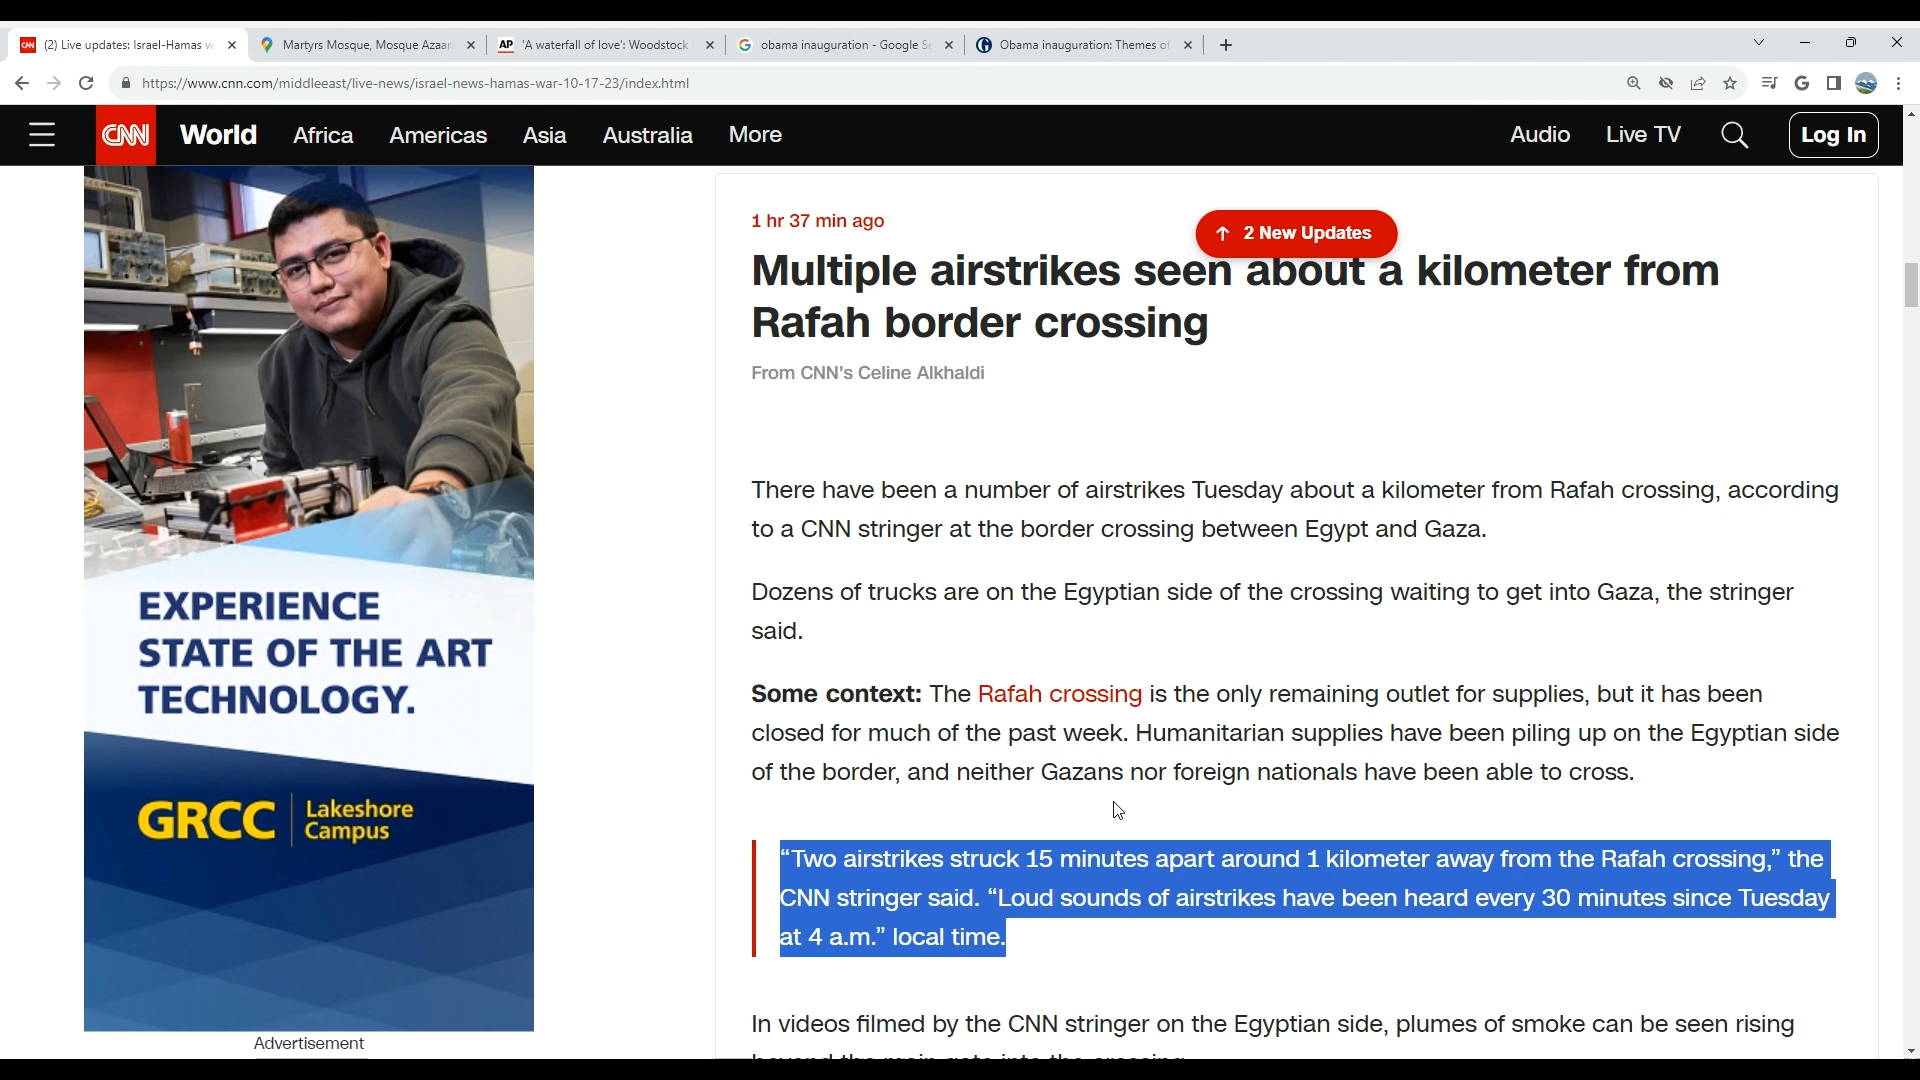 (2) Live updates: Israel-Hamas w
Martyrs Mosque, Mosque Azaar
AP 'A waterfall of love': Woodstock
obama inauguration - Google Se
Obama inauguration: Themes of
https://www.cnn.com/middleeast/live-news/israel-news-hamas-war-10-17-23/index.html
CNN World Africa Americas Asia Australia More Audio Live TV Log In
1 hr 37 min ago
2 New Updates
Multiple airstrikes seen about a kilometer from
Rafah border crossing
From CNN's Celine Alkhaldi
There have been a number of airstrikes Tuesday about a kilometer from Rafah crossing, according
to a CNN stringer at the border crossing between Egypt and Gaza.
Dozens of trucks are on the Egyptian side of the crossing waiting to get into Gaza, the stringer
said.
Some context: The Rafah crossing is the only remaining outlet for supplies, but it has been
closed for much of the past week. Humanitarian supplies have been piling up on the Egyptian side
of the border, and neither Gazans nor foreign nationals have been able to cross.
“Two airstrikes struck 15 minutes apart around 1 kilometer away from the Rafah crossing,” the
CNN stringer said. “Loud sounds of airstrikes have been heard every 30 minutes since Tuesday
at 4 a.m.” local time.
In videos filmed by the CNN stringer on the Egyptian side, plumes of smoke can be seen rising
beyond the main gate into the crossing.
EXPERIENCE
STATE OF THE ART
TECHNOLOGY.
GRCC Lakeshore
Campus
Advertisement